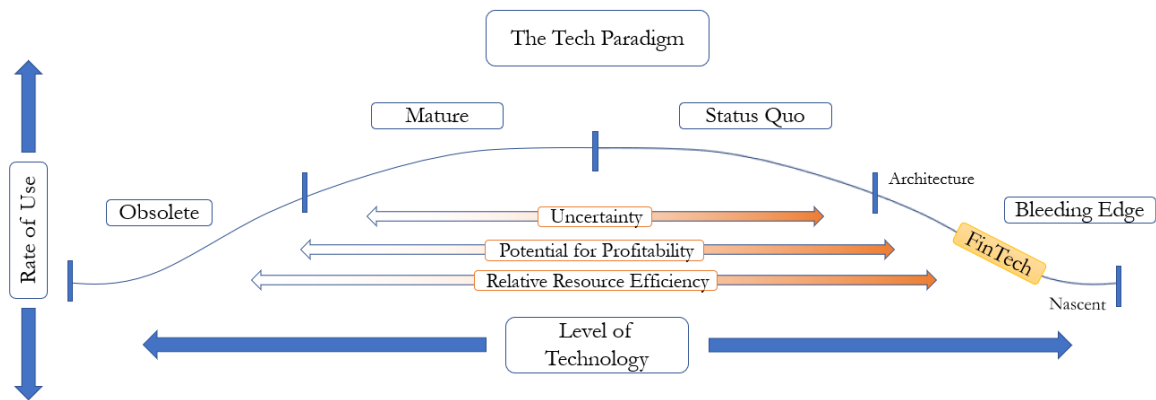 The Tech Paradigm
Mature
Status Quo
Rate of Use
Architecture
Obsolete
Bleeding Edge
Uncertainty
FinTech
Potential for Profitability
Relative Resource Efficiency
Nascent
Level of
Technology